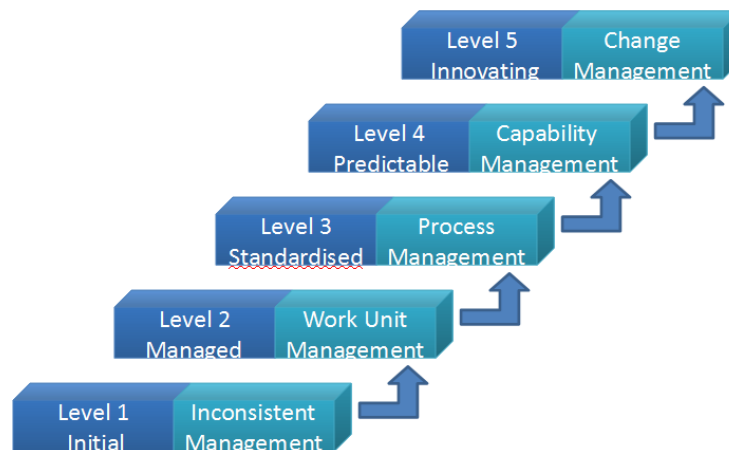 Level 5
Innovating
Change
Management
Level 4
Predictable
Capability
Management
Level 3
Standardised
Process
Management
Level 2
Managed
Work Unit
Management
Level 1
Initial
Inconsistent
Management